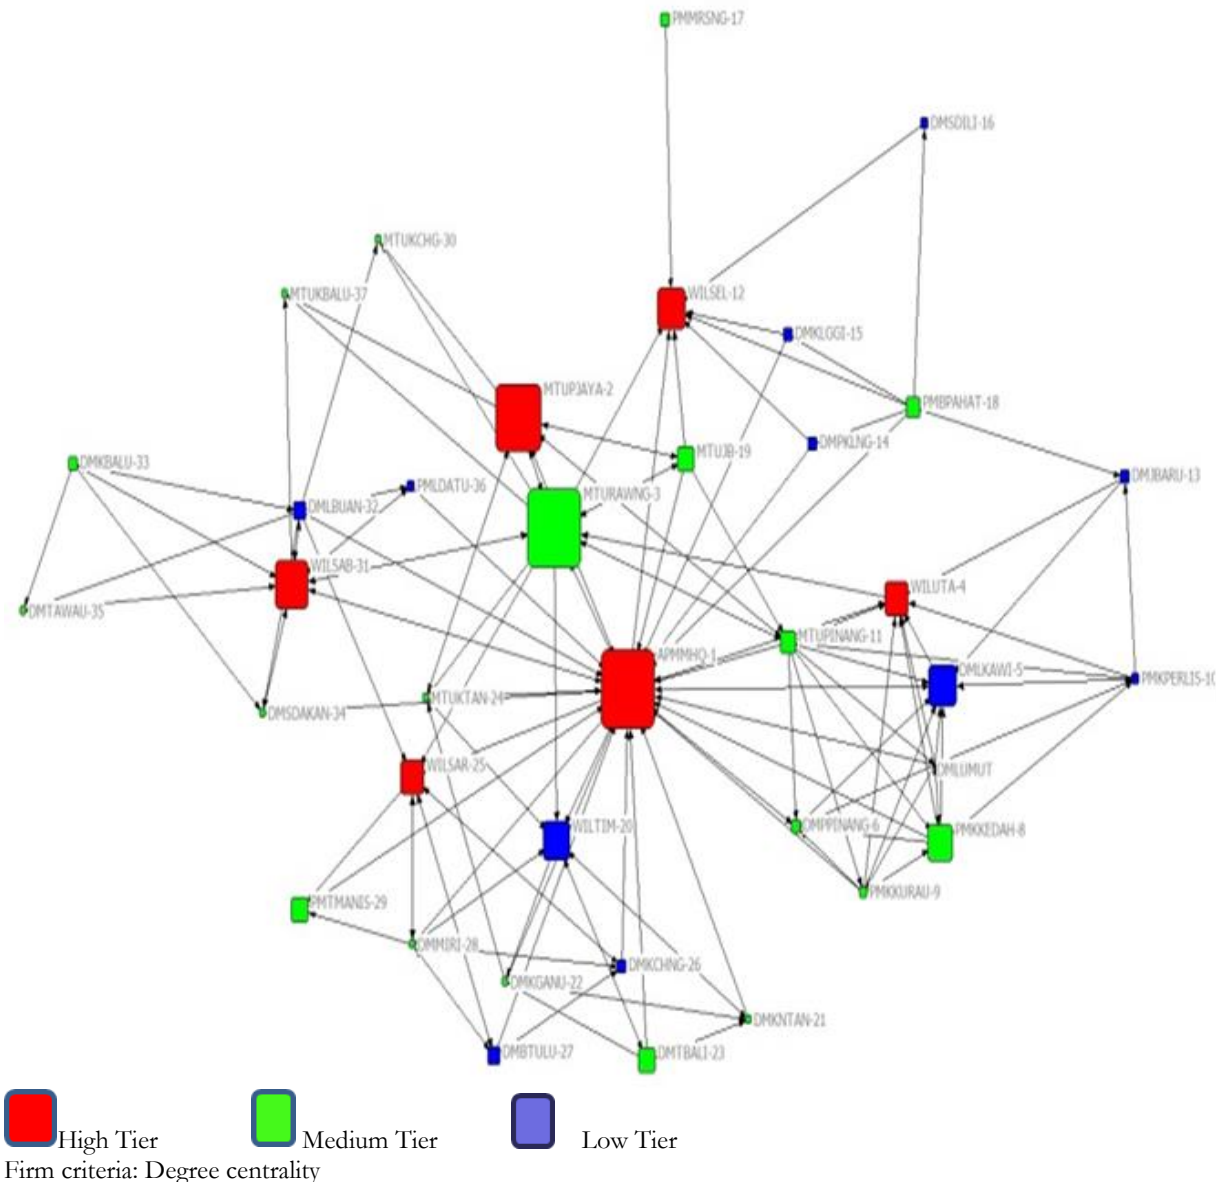 PMMRSNG-17
DMSDILI-16
MTUKCHG-30
MTUKBALU-37
WILSEL-12
DMKLGGI-15
MTUPJAYA-2
PMBPAHAT-18
DMPKLNG-14
MTUJB-19
DMKBALU-33
DMJBARU-13
PMLDATU-36
MTURAWNG-3
DMLBUAN-32
WILSAB-31
WILUTA-4
DMTAWAU-35
MTUPINANG-11
APMMHQ-1
DMLKAWI-5
PMKPERLIS-10
MTUKTAN-24
DMSDAKAN-34
WILSAR-25
DMLUMUT
WILTIM-20
DMPPINANG-6
PMKKEDAH-8
PMKKURAU-9
PMTMANIS-29
DMMIRI-28
DMKCHNG-26
DMKGANU-22
DMKNTAN-21
DMBTULU-27
DMTBALI-23
High Tier Medium Tier Low Tier
Firm criteria: Degree centrality